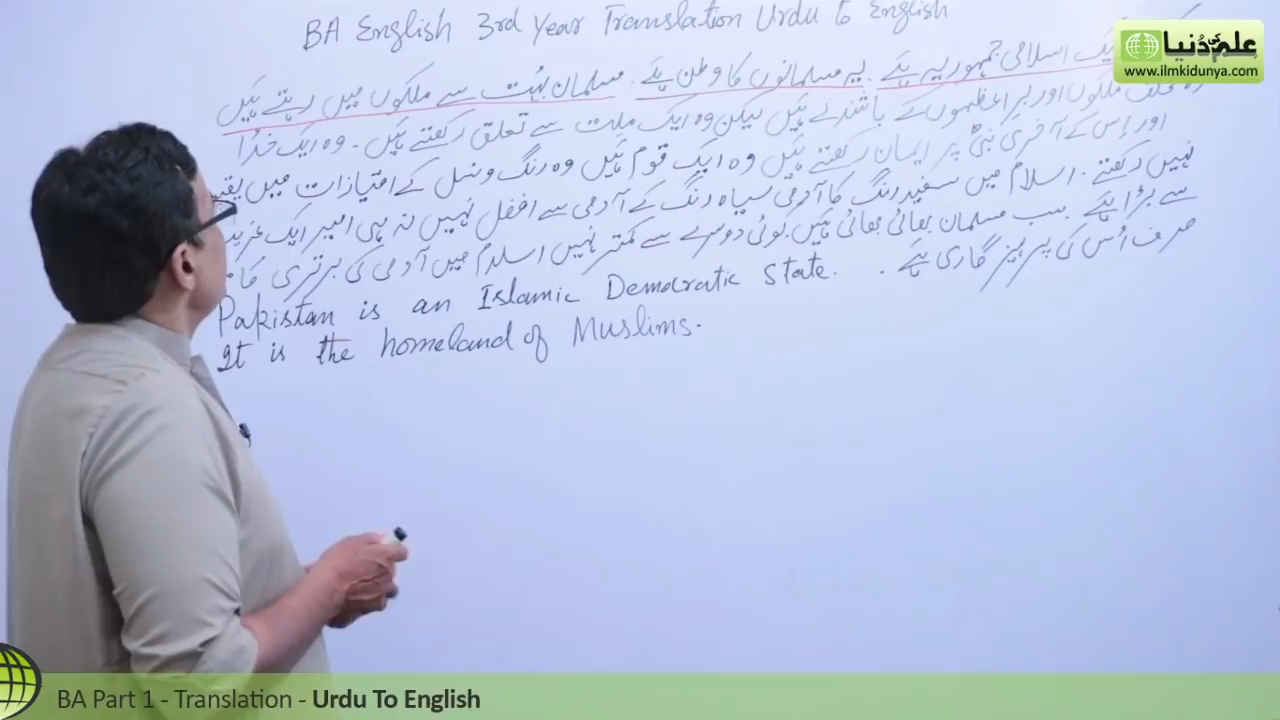 BA English 3rd Year Translation Urdu to English
علم کی دُنیا
www.ilmkidunya.com
اسلامی جمہوریہ ہے. یہ مسلمانوں کا وطن ہے. مسلمان بہُت سے ملکوں میں رہتے ہیں
ملکوں اور براعظموں کے باشندے ہیں لیکن وہ ایک ملت سے تعلق رکھتے ہیں. وہ ایک خُدا
اور اس کے آخری نبیؐ پر ایمان رکھتے ہیں وہ ایک قوم ہیں وہ رنگ و نسل کے امتیازات میں
نہیں رکھتے. اسلام میں سفید رنگ کا آدمی سیاہ رنگ کے آدمی سے افضل نہیں نہ ہی امیر ایک
سے بڑا ہے. سب مسلمان بھائی بھائی ہیں. کوئی دوسرے سے کمتر نہیں اسلام میں آدمی کی برتری کا
صرف اُس کی پرہیزگاری ہے.
Pakistan is an Islamic Democratic State.
It is the homeland of Muslims.
BA Part 1 - Translation - Urdu To English